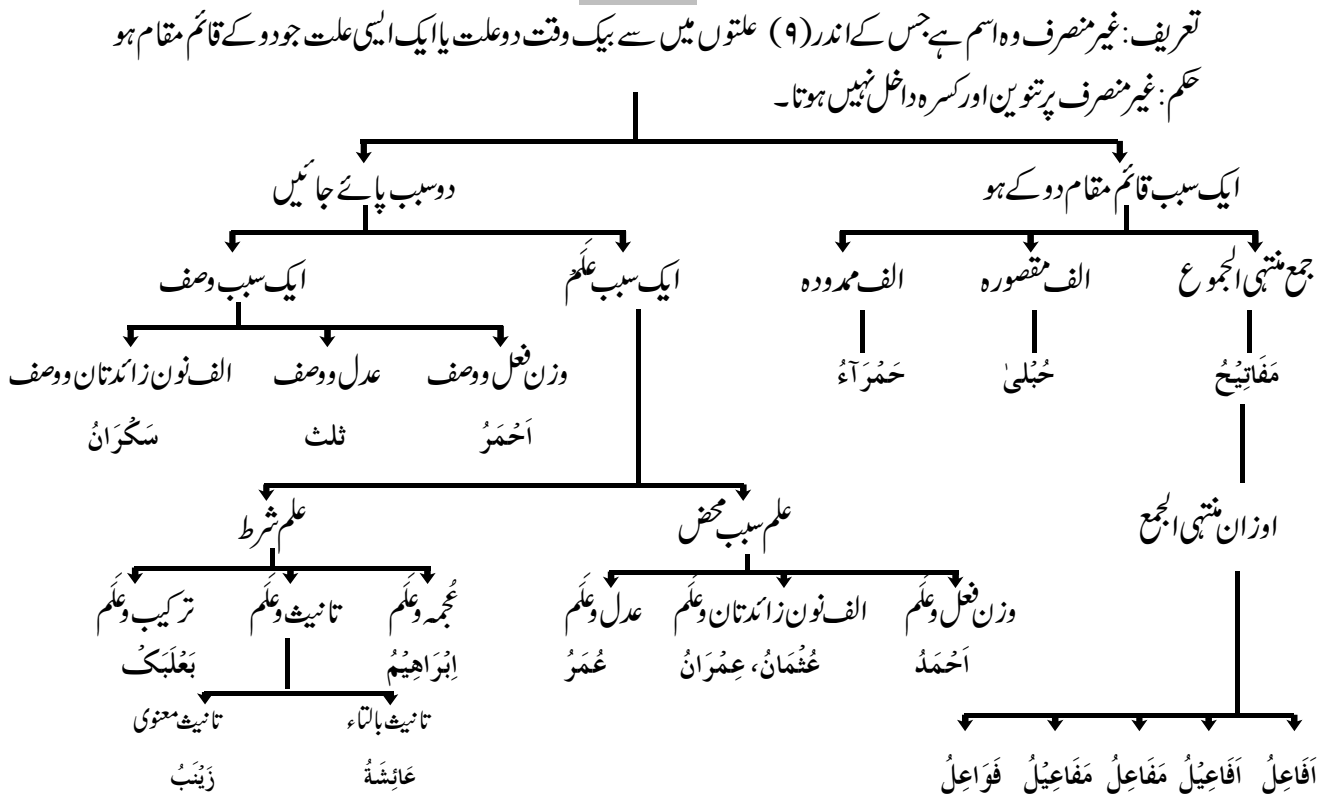 تعریف: غیر منصرف وہ اسم ہے جس کے اندر (۹) علتوں میں سے بیک وقت دو علت یا ایک ایسی علت جو دو کے قائم مقام ہو
حکم: غیر منصرف پر تنوین اور کسرہ داخل نہیں ہوتا۔
ایک سبب قائم مقام دو کے ہو دو سبب پائے جائیں
جمع منتہی الجموع الف مقصورہ الف ممدودہ ایک سبب عَلَمْ ایک سبب وصف
مَفَاتِیْحُ حُبْلیٰ حَمْرَآءُ وزن فعل و وصف عدل و وصف الف نون زائدتان و وصف
اَحْمَرُ ثلث سَکْرَانُ
اوزان منتہی الجمع علم سبب محض علم شرط
وزن فعل و عَلَم الف نون زائدتان و عَلَم عدل و عَلَم عُجمہ و عَلَم تانیث و عَلَم ترکیب و عَلَم
اَحْمَدُ عُثْمَانُ، عِمْرَانُ عُمَرُ اِبْرَاھِیْمُ بَعْلَبَکْ
تانیث بالتاء تانیث معنوی
اَفَاعِلُ اَفَاعِیْلُ مَفَاعِلُ مَفَاعِیْلُ فَوَاعِلُ عَائِشَةُ زَیْنَبُ